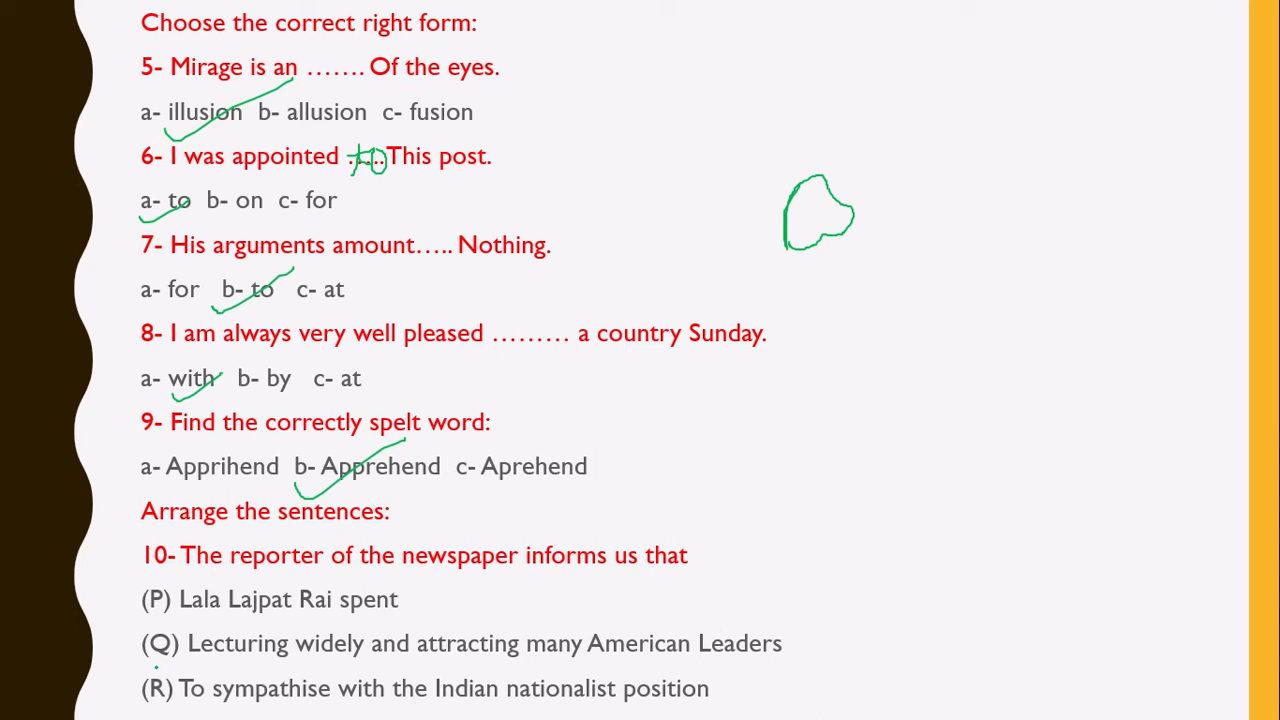 Choose the correct right form:
5- Mirage is an ……. Of the eyes.
a- illusion b- allusion c- fusion
6- I was appointed ..to.. This post.
a- to b- on c- for
7- His arguments amount….. Nothing.
a- for b- to c- at
8- I am always very well pleased ……… a country Sunday.
a- with b- by c- at
9- Find the correctly spelt word:
a- Apprihend b- Apprehend c- Aprehend
Arrange the sentences:
10- The reporter of the newspaper informs us that
(P) Lala Lajpat Rai spent
(Q) Lecturing widely and attracting many American Leaders
(R) To sympathise with the Indian nationalist position